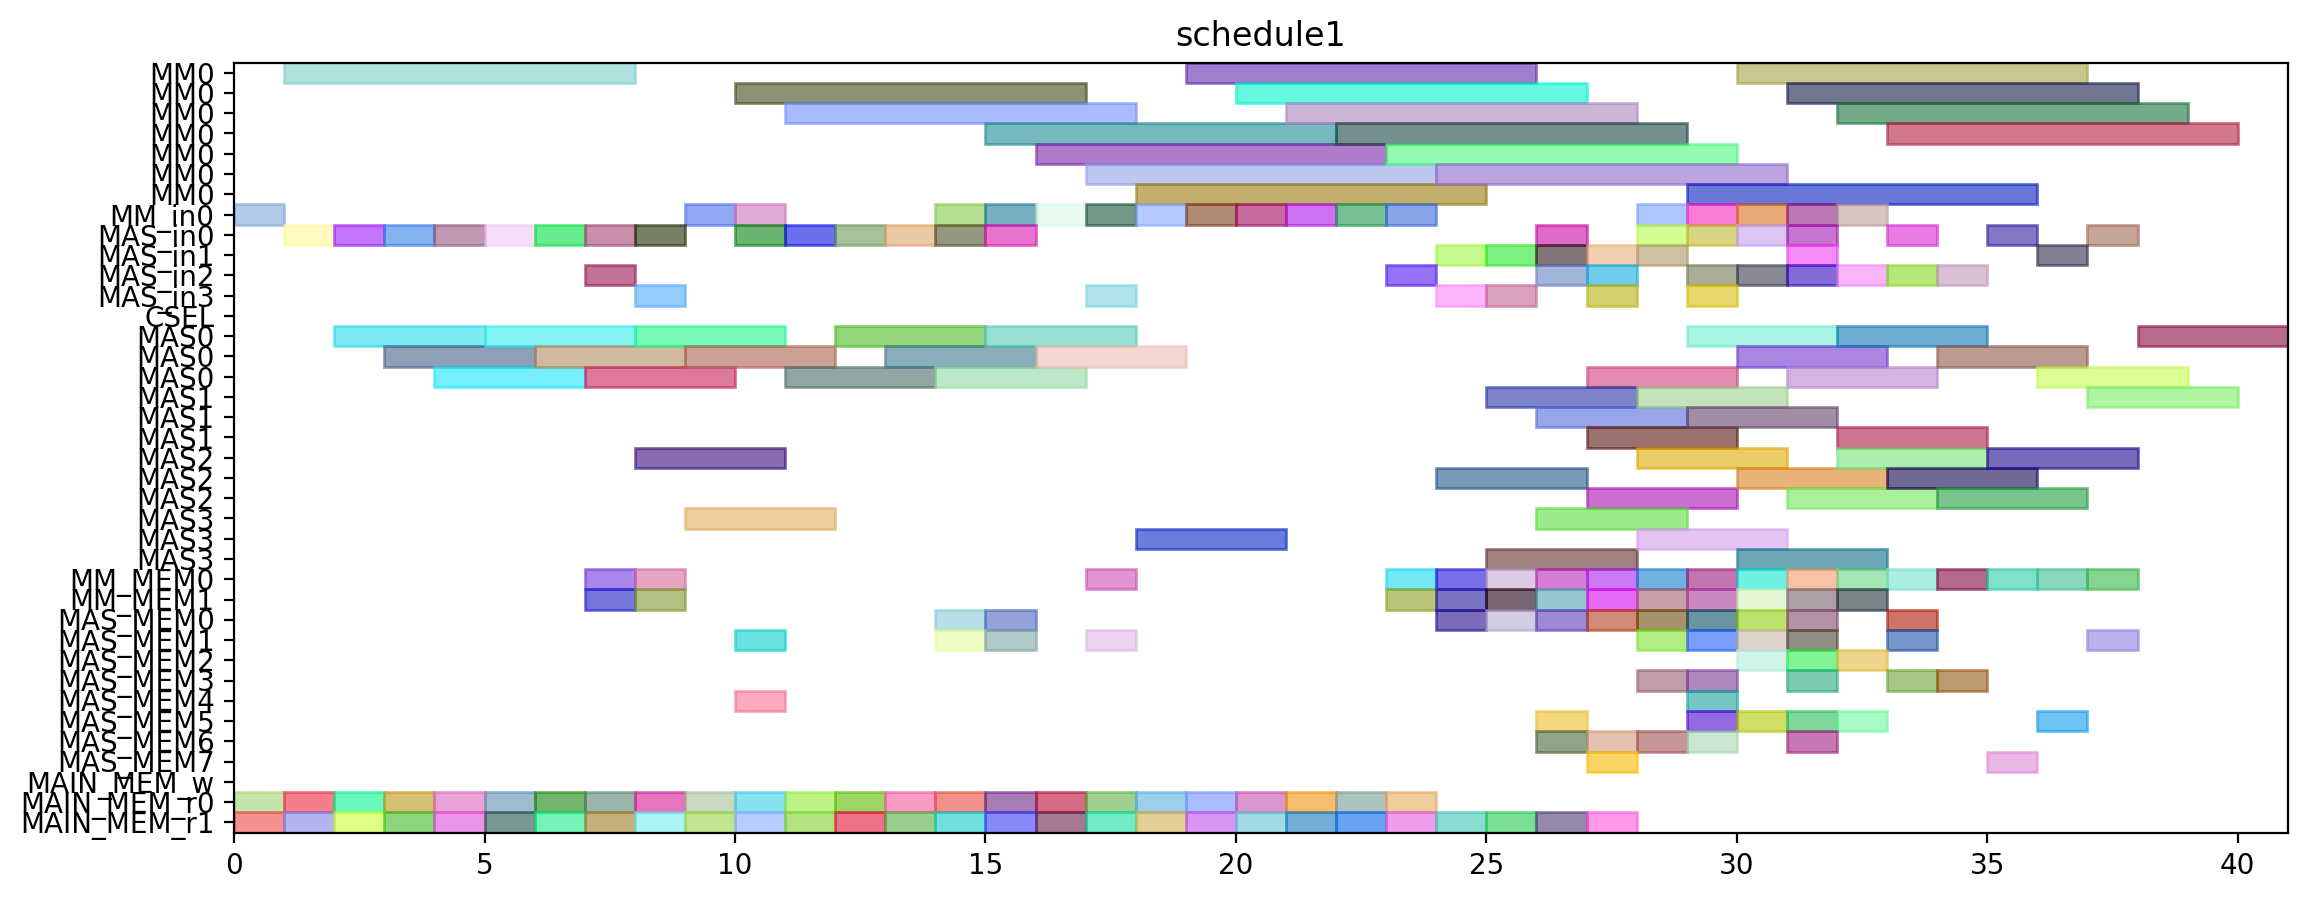 schedule1
MM0
MM0
MM0
MM0
MM0
MM0
MM0
MM_in0
MAS_in0
MAS_in1
MAS_in2
MAS_in3
CSEL
MAS0
MAS0
MAS0
MAS1
MAS1
MAS1
MAS2
MAS2
MAS2
MAS3
MAS3
MAS3
MM_MEM0
MM_MEM1
MAS_MEM0
MAS_MEM1
MAS_MEM2
MAS_MEM3
MAS_MEM4
MAS_MEM5
MAS_MEM6
MAS_MEM7
MAIN_MEM_w
MAIN_MEM_r0
MAIN_MEM_r1
0 5 10 15 20 25 30 35 40